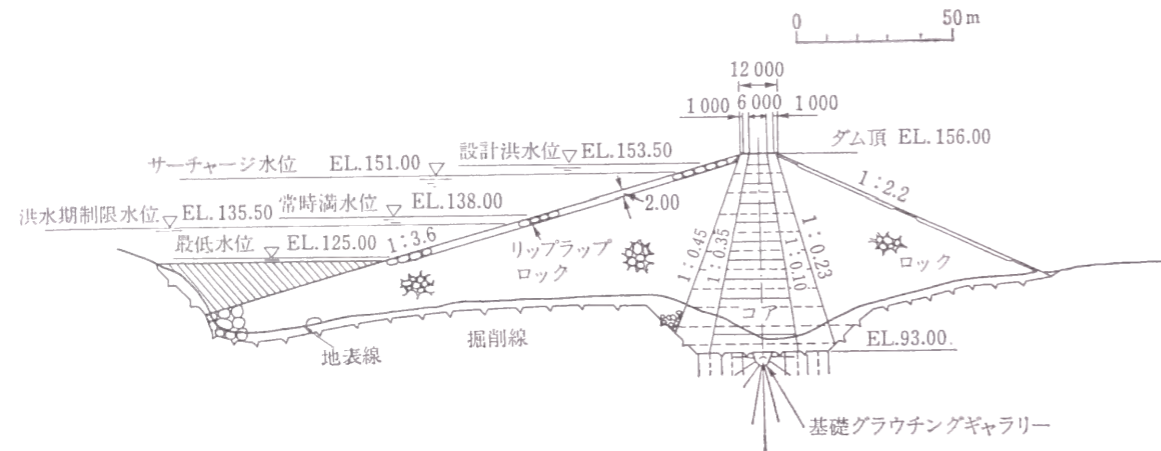 0 50 m
12 000
1 000 6 000 1 000
ダム頂 EL.156.00
設計洪水位 EL.153.50
サーチャージ水位 EL.151.00
1:2.2
常時満水位 EL.138.00
2.00
洪水期制限水位 EL.135.50
最低水位 EL.125.00
1:3.6
リップラップ
ロック
1:0.45
1:0.35
1:0.10
1:0.23
ロック
コア
掘削線
地表線
EL.93.00
基礎グラウチングギャラリー